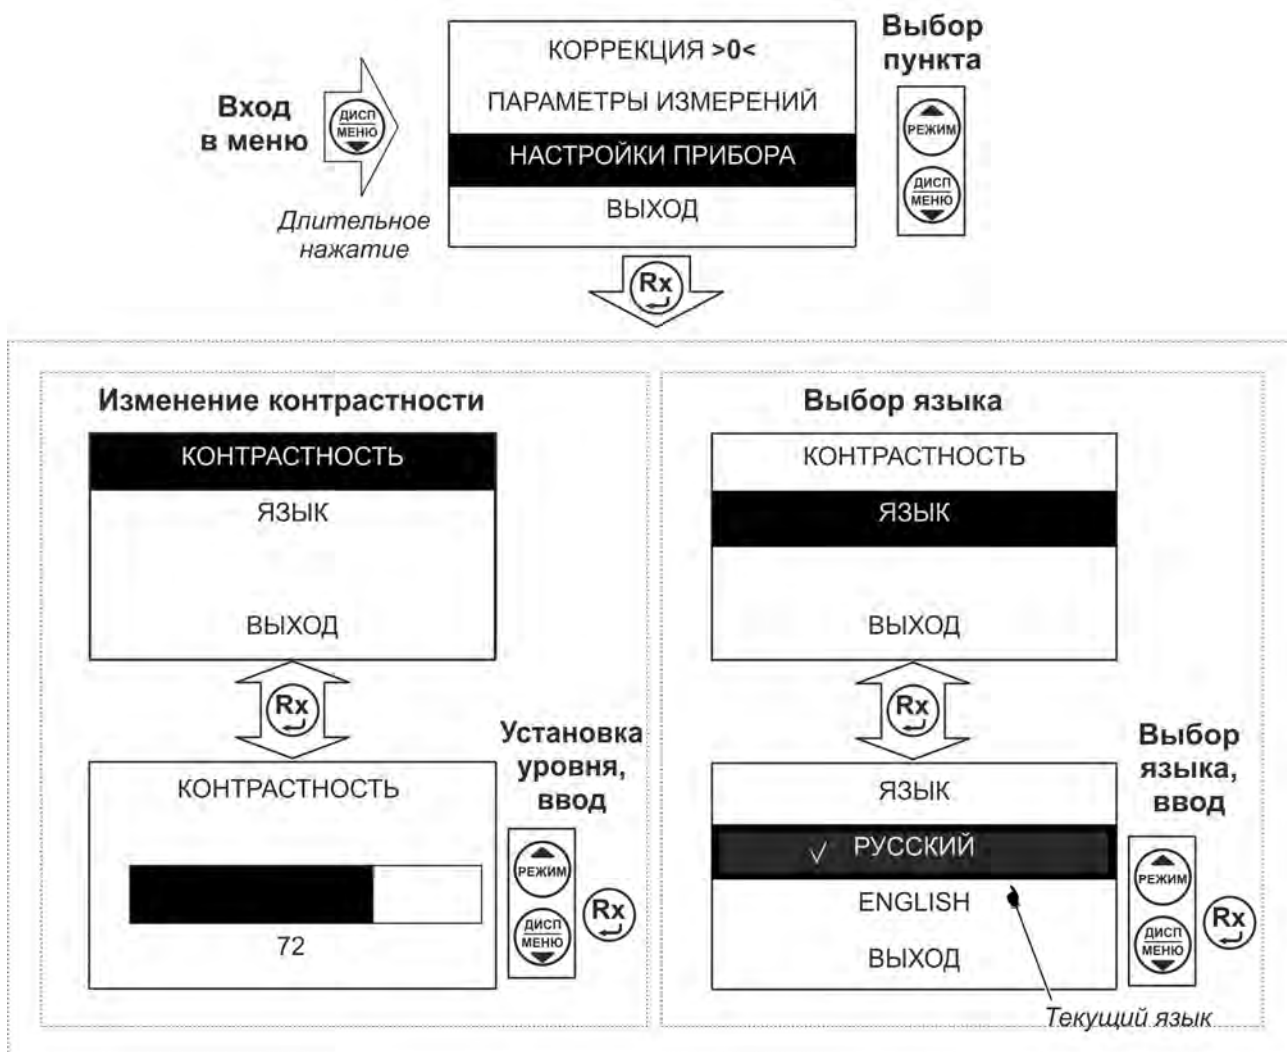 Вход
в меню
ДИСП
МЕНЮ
Длительное
нажатие
КОРРЕКЦИЯ >0<
ПАРАМЕТРЫ ИЗМЕРЕНИЙ
НАСТРОЙКИ ПРИБОРА
ВЫХОД
Выбор
пункта
РЕЖИМ
ДИСП
МЕНЮ
Rx
Изменение контрастности
КОНТРАСТНОСТЬ
ЯЗЫК
ВЫХОД
Rx
КОНТРАСТНОСТЬ
72
Установка
уровня,
ввод
РЕЖИМ
ДИСП
МЕНЮ
Rx
Выбор языка
КОНТРАСТНОСТЬ
ЯЗЫК
ВЫХОД
Rx
ЯЗЫК
√ РУССКИЙ
ENGLISH
ВЫХОД
Выбор
языка,
ввод
РЕЖИМ
ДИСП
МЕНЮ
Rx
Текущий язык